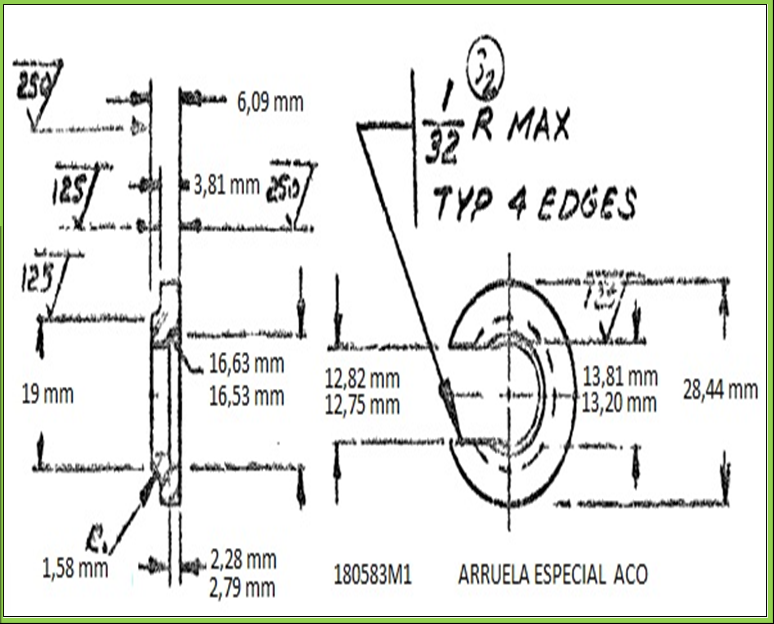 250
6,09 mm
3
2
1
32 R MAX
TYP 4 EDGES
125
3,81 mm
250
125
16,63 mm
16,53 mm
19 mm
12,82 mm
12,75 mm
13,81 mm
13,20 mm
28,44 mm
R.
1,58 mm
2,28 mm
2,79 mm
180583M1
ARRUELA ESPECIAL ACO